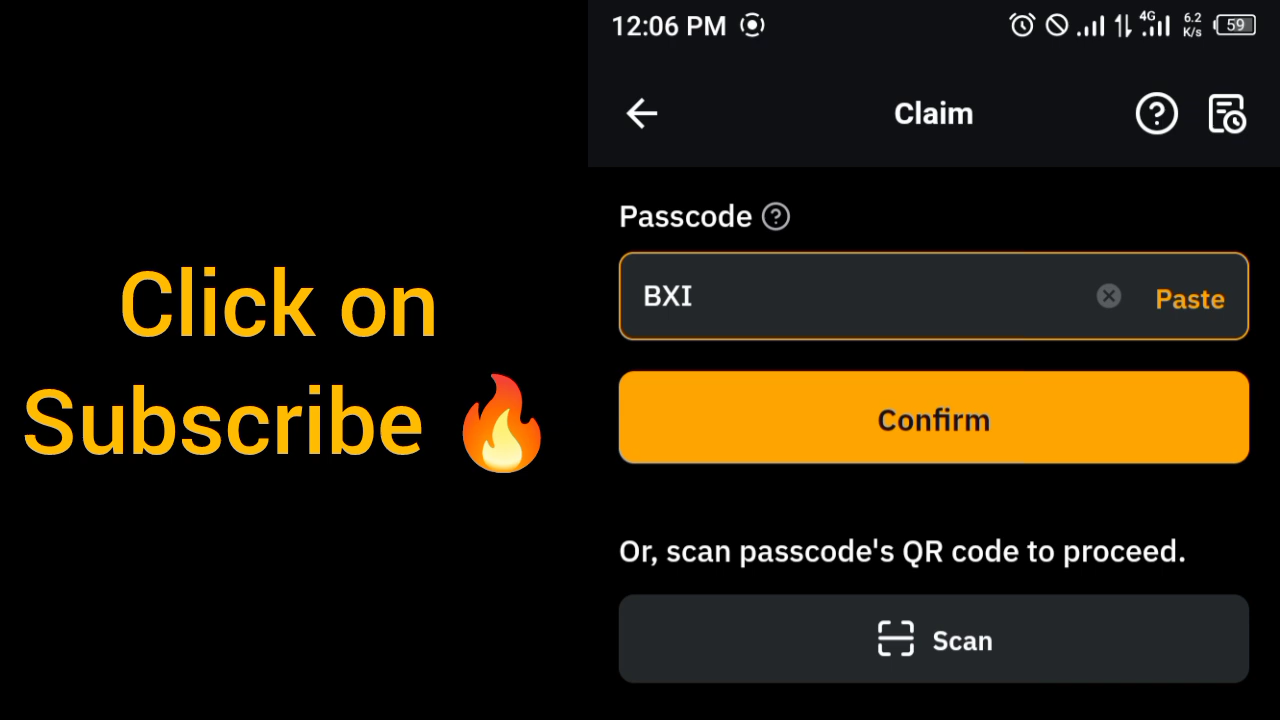 Click on
Subscribe 🔥
12:06 PM
4G
6.2
K/s
59
Claim
Passcode
BXI
Paste
Confirm
Or, scan passcode's QR code to proceed.
Scan